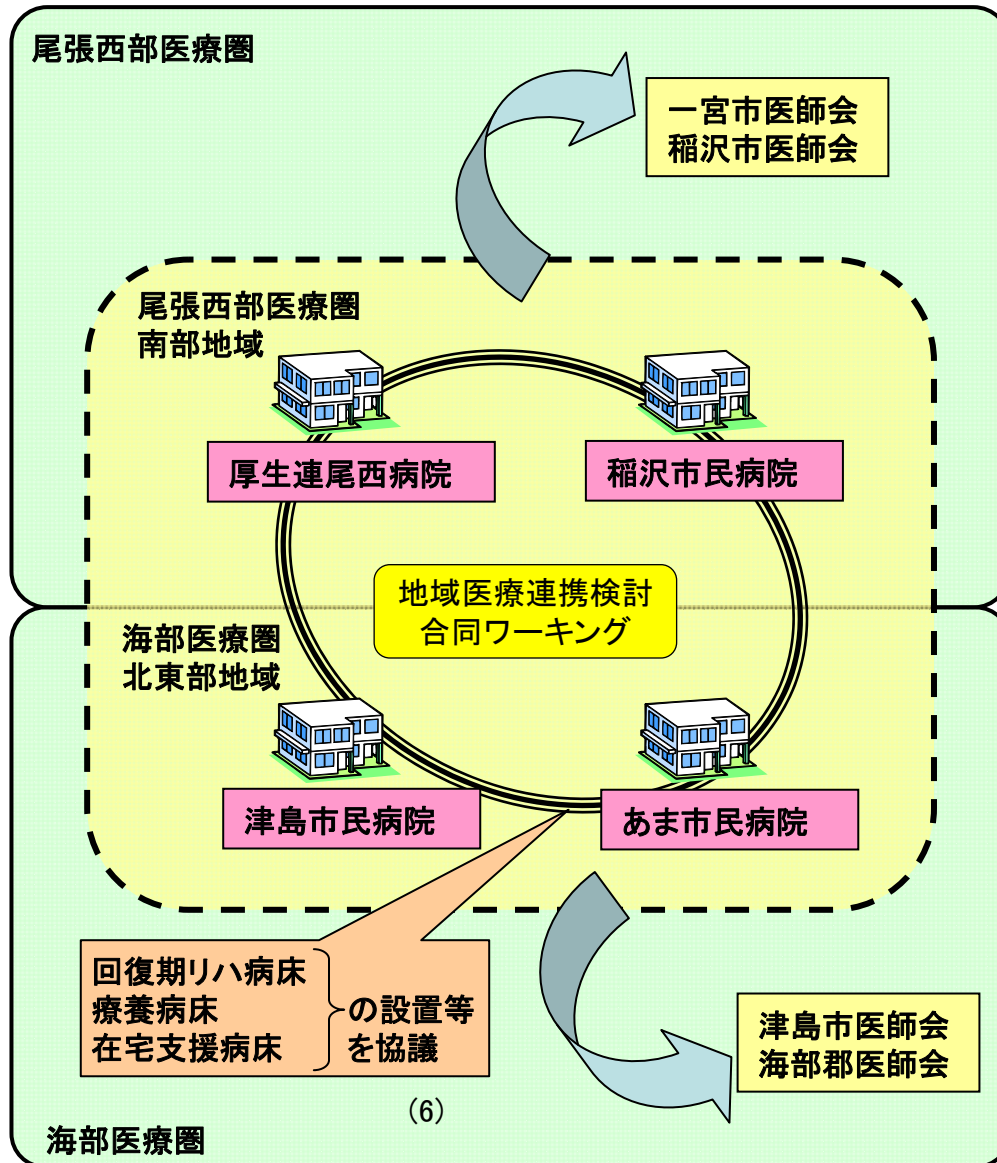 尾張西部医療圏
一宮市医師会
稲沢市医師会
尾張西部医療圏
南部地域
厚生連尾西病院
稲沢市民病院
地域医療連携検討
合同ワーキング
海部医療圏
北東部地域
津島市民病院
あま市民病院
回復期リハ病床
療養病床
在宅支援病床
の設置等
を協議
津島市医師会
海部郡医師会
(6)
海部医療圏